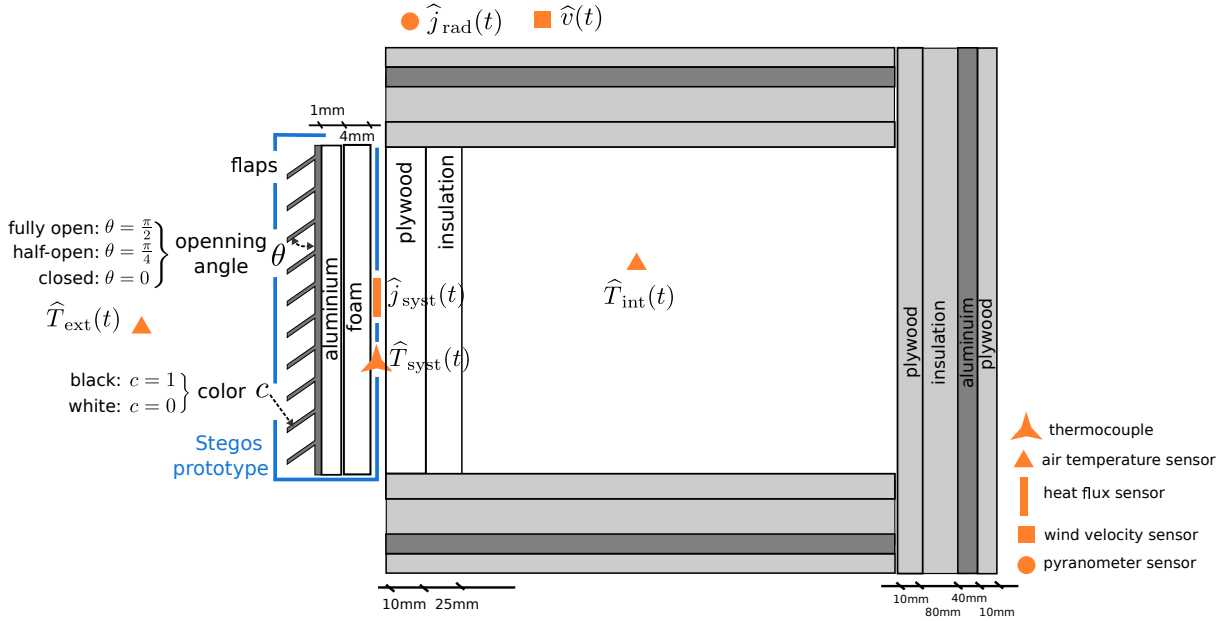 ĵ_rad(t)
v̂(t)
1mm
4mm
flaps
fully open: θ = π/2
half-open: θ = π/4
closed: θ = 0
openning
angle
θ
T̂_ext(t)
black: c = 1
white: c = 0
color c
Stegos
prototype
aluminium
foam
plywood
insulation
ĵ_syst(t)
T̂_syst(t)
T̂_int(t)
plywood
insulation
aluminuim
plywood
thermocouple
air temperature sensor
heat flux sensor
wind velocity sensor
pyranometer sensor
10mm
25mm
10mm
80mm
40mm
10mm